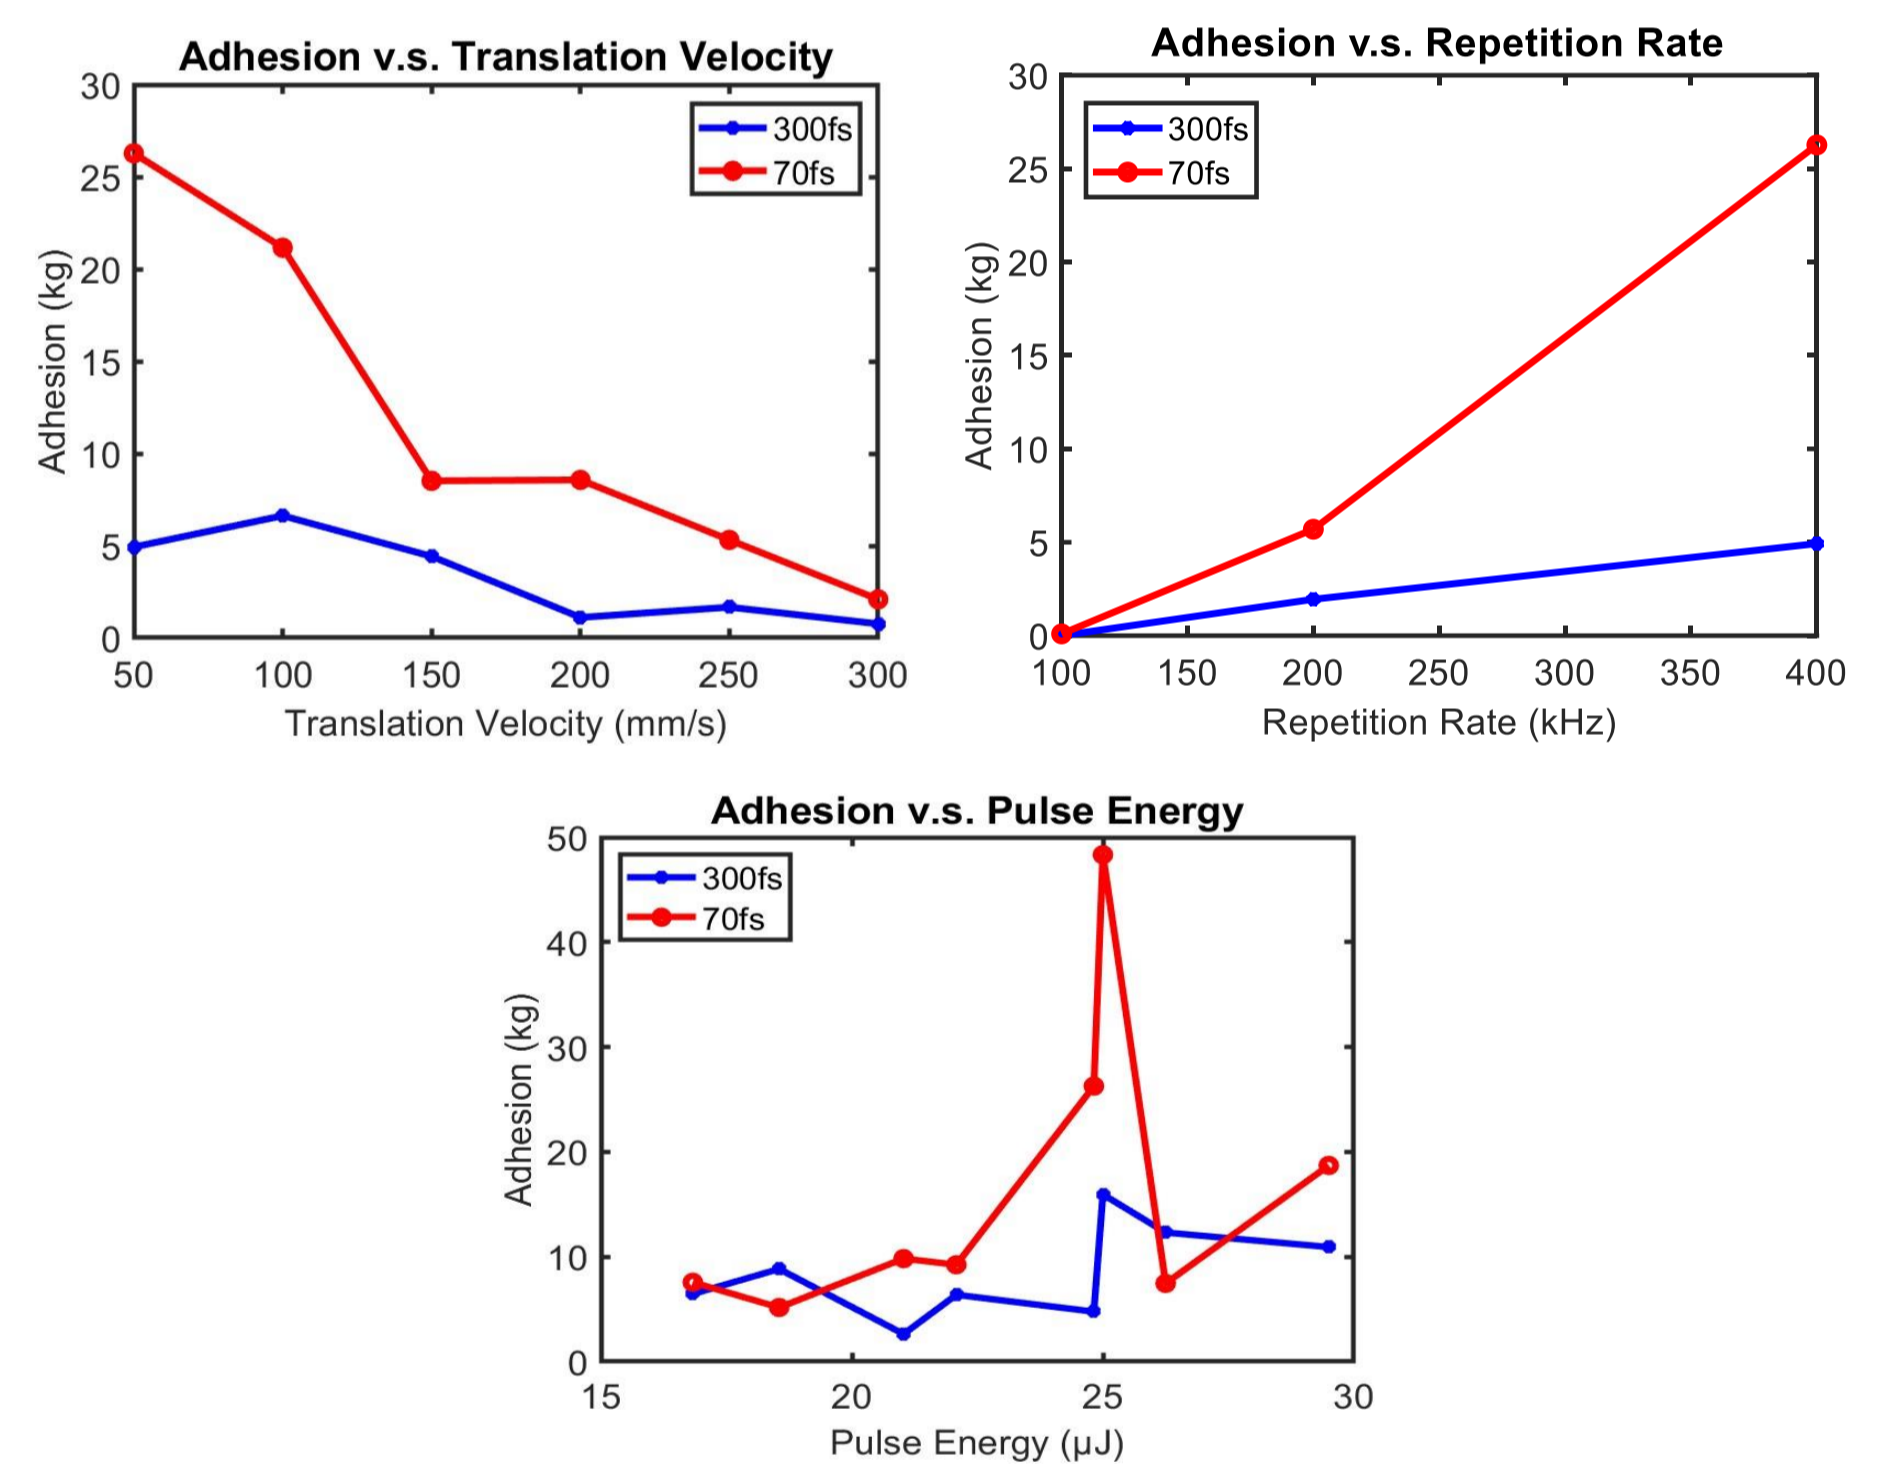 Adhesion v.s. Translation Velocity
30
25
20
15
10
5
0
Adhesion (kg)
300fs
70fs
50 100 150 200 250 300
Translation Velocity (mm/s)
Adhesion v.s. Repetition Rate
30
25
20
15
10
5
0
Adhesion (kg)
300fs
70fs
100 150 200 250 300 350 400
Repetition Rate (kHz)
Adhesion v.s. Pulse Energy
50
40
30
20
10
0
Adhesion (kg)
300fs
70fs
15 20 25 30
Pulse Energy (µJ)